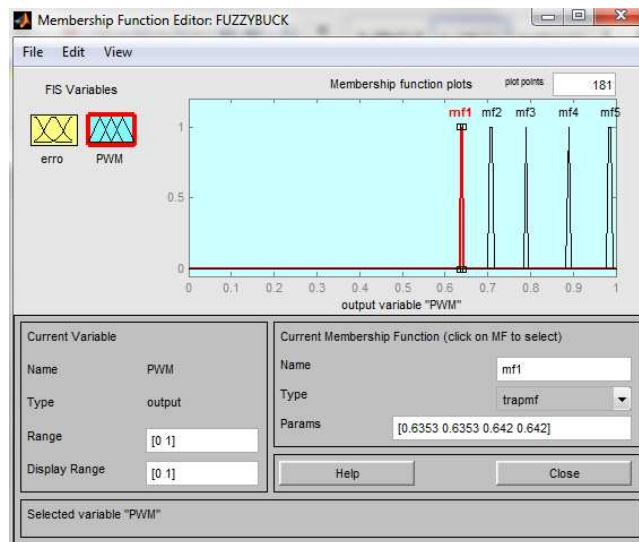 Membership Function Editor: FUZZYBUCK
File Edit View
FIS Variables
erro PWM
Membership function plots plot points: 181
mf1 mf2 mf3 mf4 mf5
1
0.5
0
0 0.1 0.2 0.3 0.4 0.5 0.6 0.7 0.8 0.9 1
output variable "PWM"
Current Variable
Name PWM
Type output
Range [0 1]
Display Range [0 1]
Current Membership Function (click on MF to select)
Name mf1
Type trapmf
Params [0.6353 0.6353 0.642 0.642]
Help Close
Selected variable "PWM"